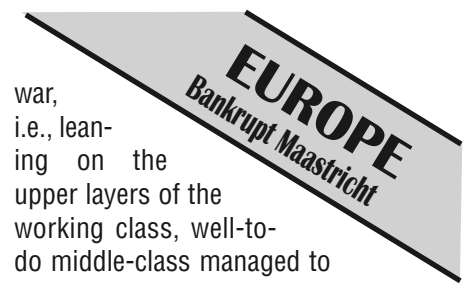 EUROPE
Bankrupt Maastricht
war,
i.e., lean-
ing on the
upper layers of the
working class, well-to-
do middle-class managed to